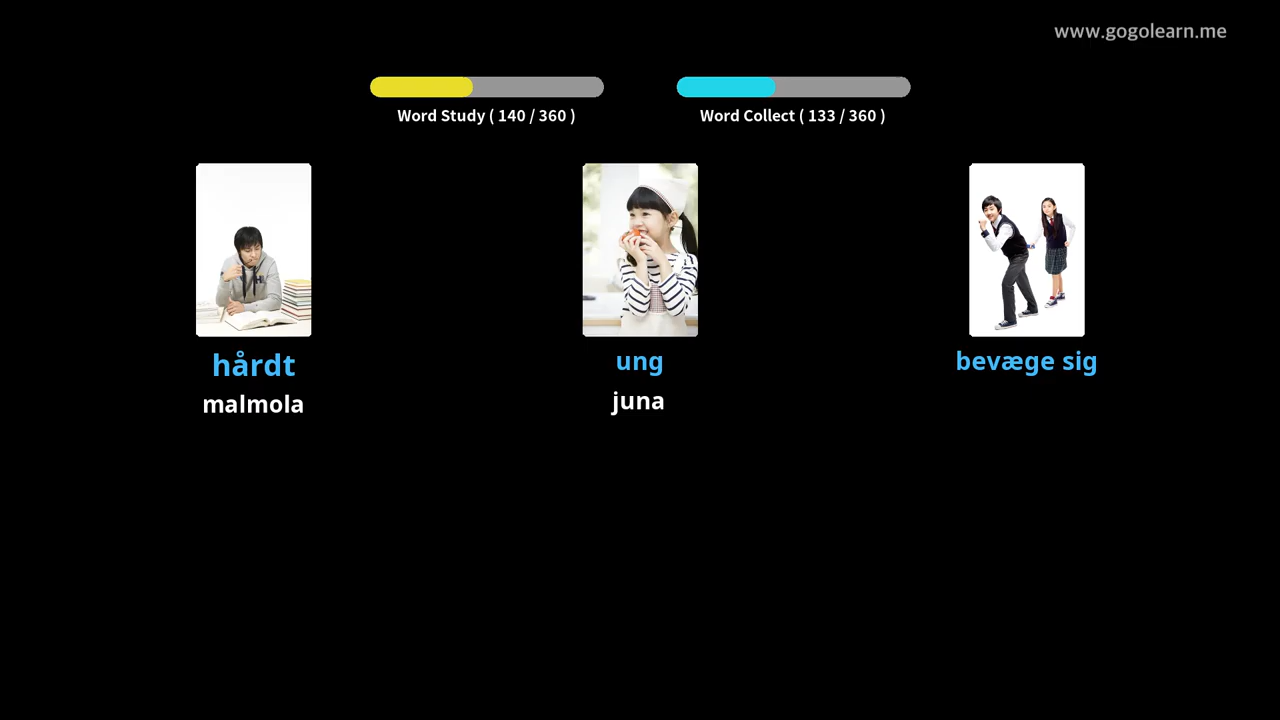 www.gogolearn.me
Word Study ( 140 / 360 )
Word Collect ( 133 / 360 )
hårdt
malmola
ung
juna
bevæge sig